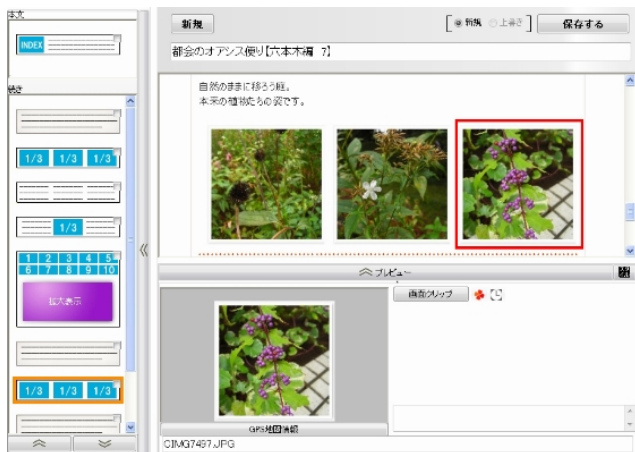 本文
INDEX
続き
1/3 1/3 1/3
1/3
1 2 3 4 5
6 7 8 9 10
拡大表示
1/3 1/3 1/3
新規
新規 上書き
保存する
都会のオアシス便り【六本木編 7】
自然のままに移ろう庭。
本来の植物たちの姿です。
プレビュー
画面クリップ
GPS地図情報
CIMG7497.JPG